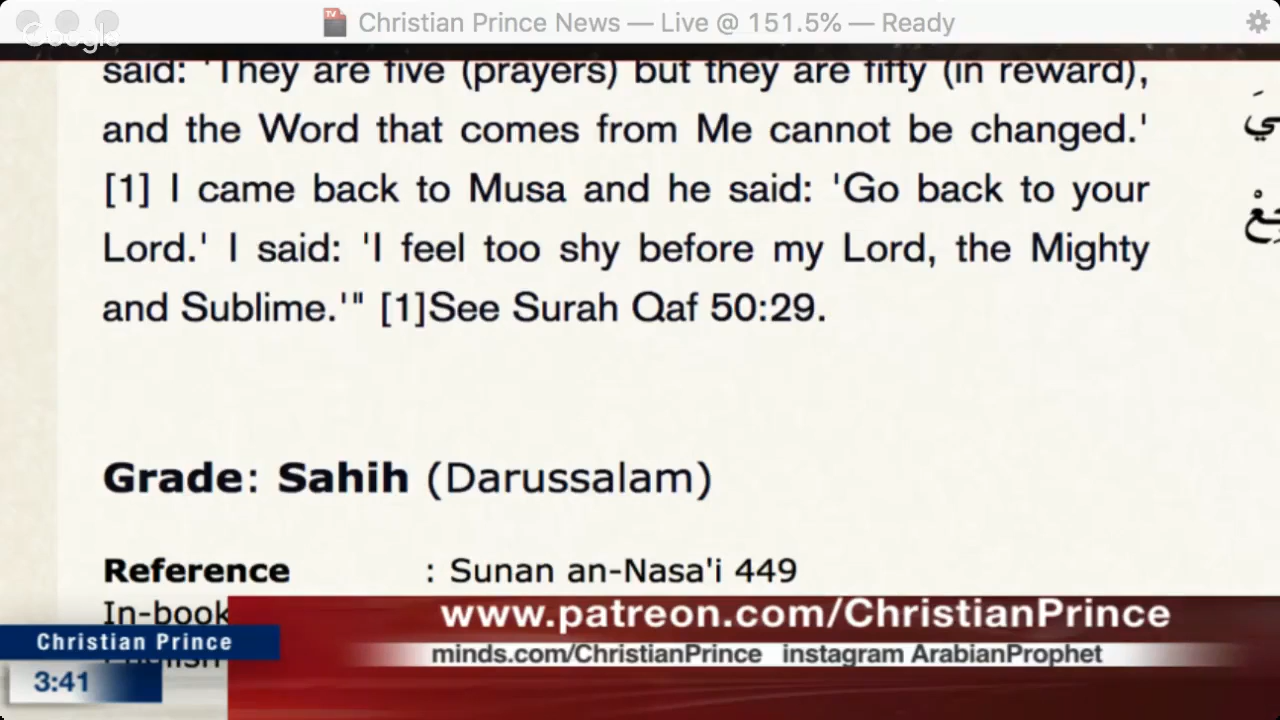 Christian Prince News — Live @ 151.5% — Ready
Google
said: 'They are five (prayers) but they are fifty (in reward),
and the Word that comes from Me cannot be changed.'
[1] I came back to Musa and he said: 'Go back to your
Lord.' I said: 'I feel too shy before my Lord, the Mighty
and Sublime.'" [1]See Surah Qaf 50:29.
Grade: Sahih (Darussalam)
Reference : Sunan an-Nasa'i 449
In-book
English
www.patreon.com/ChristianPrince
minds.com/ChristianPrince instagram ArabianProphet
Christian Prince
3:41